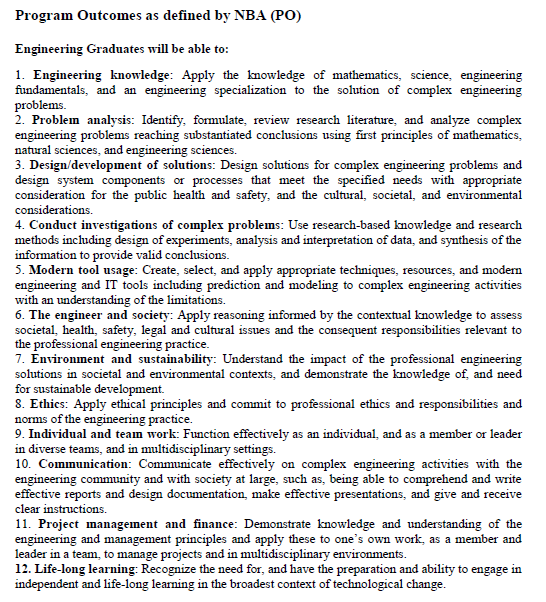 Program Outcomes as defined by NBA (PO)
Engineering Graduates will be able to:
1. Engineering knowledge: Apply the knowledge of mathematics, science, engineering
fundamentals, and an engineering specialization to the solution of complex engineering
problems.
2. Problem analysis: Identify, formulate, review research literature, and analyze complex
engineering problems reaching substantiated conclusions using first principles of mathematics,
natural sciences, and engineering sciences.
3. Design/development of solutions: Design solutions for complex engineering problems and
design system components or processes that meet the specified needs with appropriate
consideration for the public health and safety, and the cultural, societal, and environmental
considerations.
4. Conduct investigations of complex problems: Use research-based knowledge and research
methods including design of experiments, analysis and interpretation of data, and synthesis of the
information to provide valid conclusions.
5. Modern tool usage: Create, select, and apply appropriate techniques, resources, and modern
engineering and IT tools including prediction and modeling to complex engineering activities
with an understanding of the limitations.
6. The engineer and society: Apply reasoning informed by the contextual knowledge to assess
societal, health, safety, legal and cultural issues and the consequent responsibilities relevant to
the professional engineering practice.
7. Environment and sustainability: Understand the impact of the professional engineering
solutions in societal and environmental contexts, and demonstrate the knowledge of, and need
for sustainable development.
8. Ethics: Apply ethical principles and commit to professional ethics and responsibilities and
norms of the engineering practice.
9. Individual and team work: Function effectively as an individual, and as a member or leader
in diverse teams, and in multidisciplinary settings.
10. Communication: Communicate effectively on complex engineering activities with the
engineering community and with society at large, such as, being able to comprehend and write
effective reports and design documentation, make effective presentations, and give and receive
clear instructions.
11. Project management and finance: Demonstrate knowledge and understanding of the
engineering and management principles and apply these to one's own work, as a member and
leader in a team, to manage projects and in multidisciplinary environments.
12. Life-long learning: Recognize the need for, and have the preparation and ability to engage in
independent and life-long learning in the broadest context of technological change.